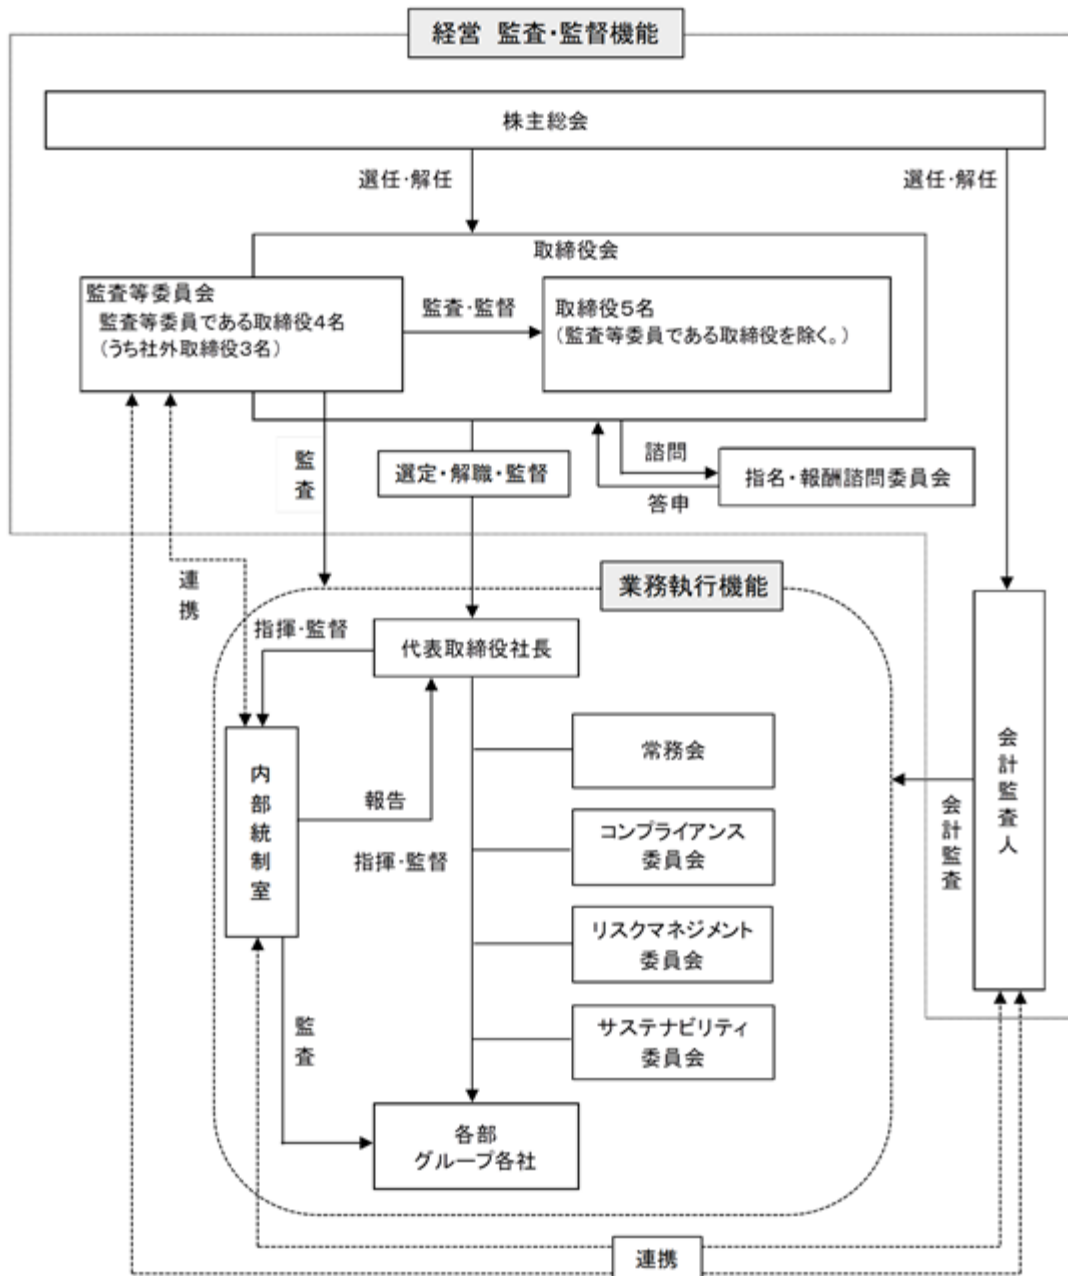 経営 監査・監督機能
株主総会
選任・解任
選任・解任
取締役会
監査等委員会
監査等委員である取締役4名
(うち社外取締役3名)
監査・監督
取締役5名
(監査等委員である取締役を除く。)
監査
選定・解職・監督
諮問
答申
指名・報酬諮問委員会
連携
業務執行機能
指揮・監督
代表取締役社長
内部統制室
報告
指揮・監督
常務会
コンプライアンス
委員会
リスクマネジメント
委員会
サステナビリティ
委員会
会計監査
会計監査人
監査
各部
グループ各社
連携